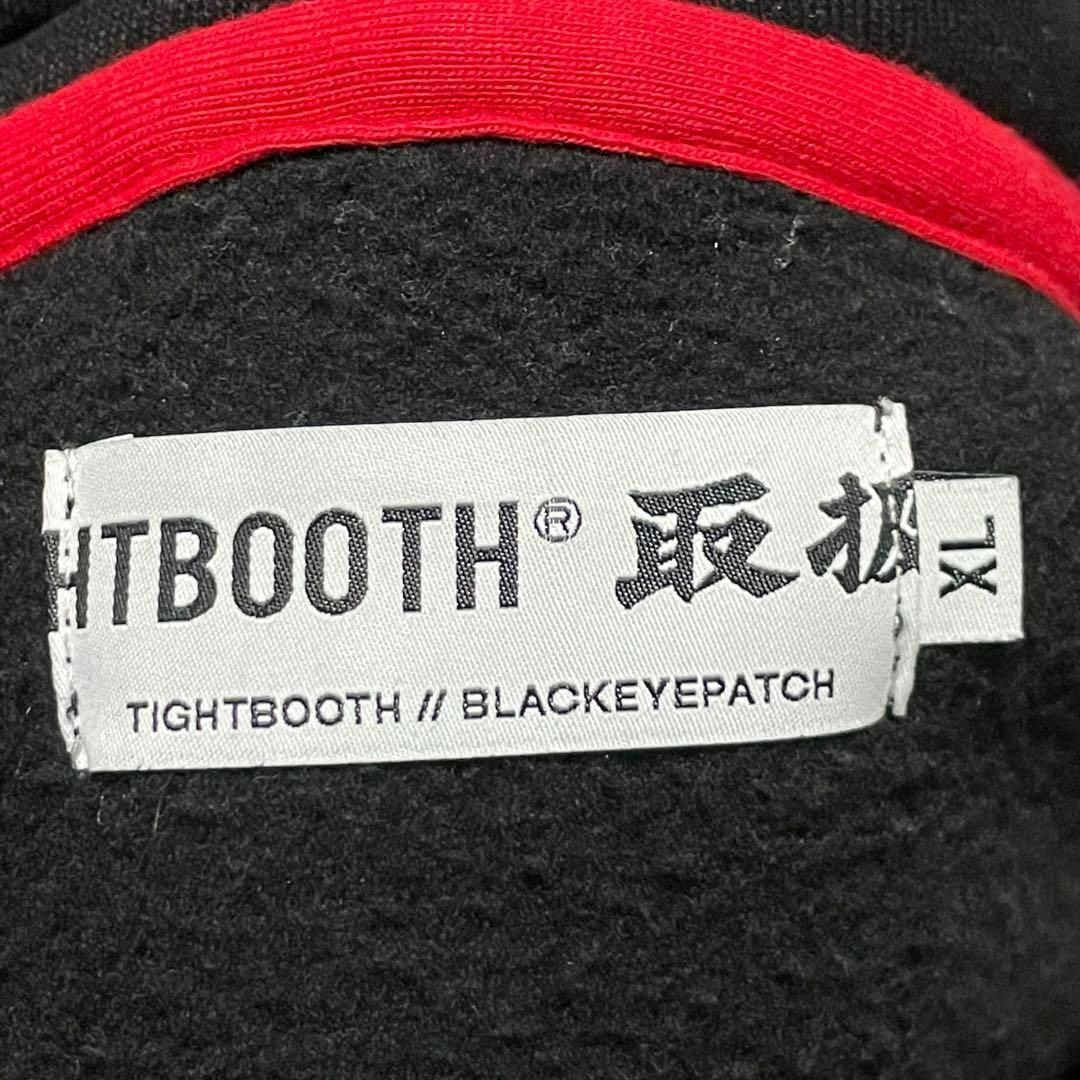 HTBOOTH® 取扱
XL
TIGHTBOOTH // BLACKEYEPATCH